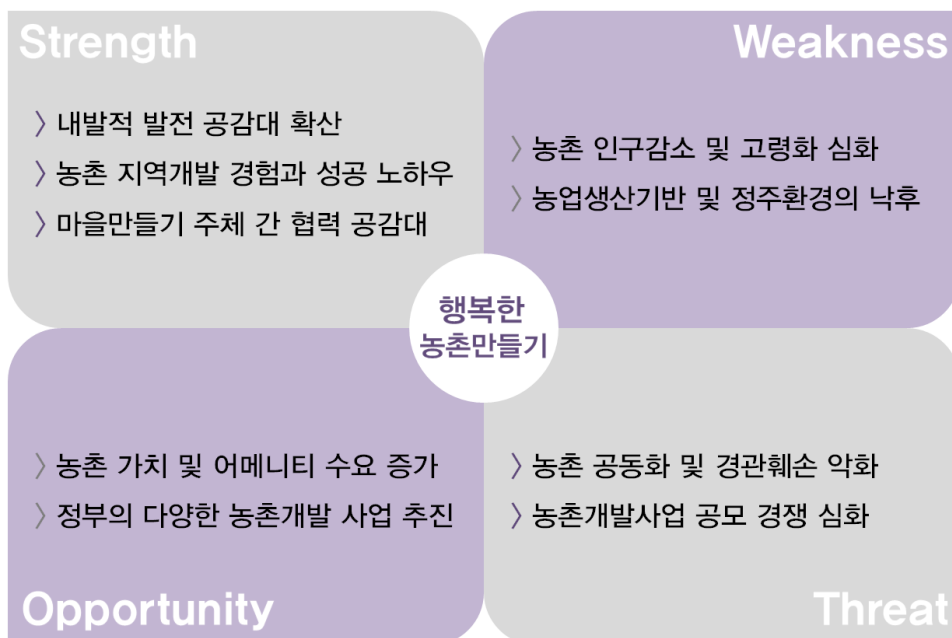 Strength
〉 내발적 발전 공감대 확산
〉 농촌 지역개발 경험과 성공 노하우
〉 마을만들기 주체 간 협력 공감대
Weakness
〉 농촌 인구감소 및 고령화 심화
〉 농업생산기반 및 정주환경의 낙후
행복한
농촌만들기
〉 농촌 가치 및 어메니티 수요 증가
〉 정부의 다양한 농촌개발 사업 추진
Opportunity
〉 농촌 공동화 및 경관훼손 악화
〉 농촌개발사업 공모 경쟁 심화
Threat